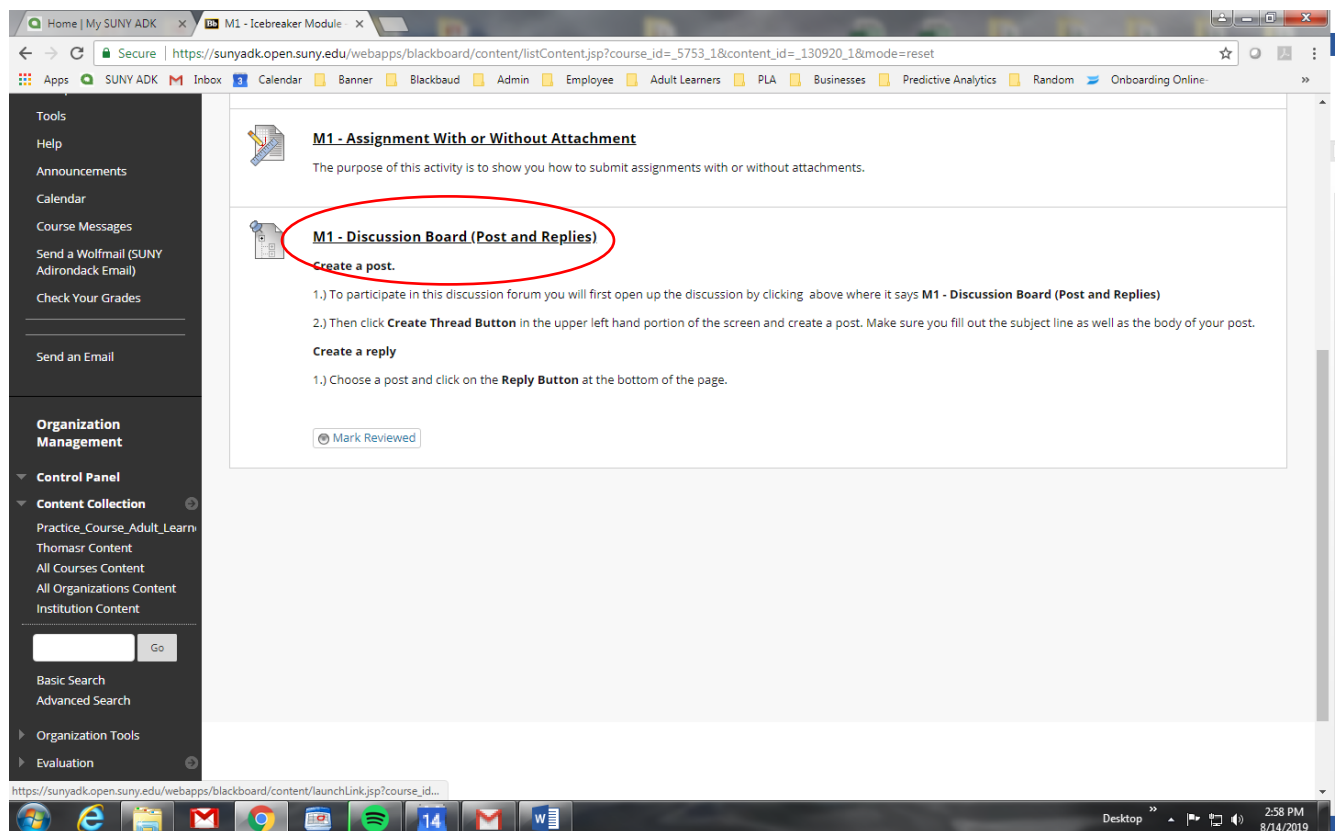 Home | My SUNY ADK
M1 - Icebreaker Module
Secure | https://sunyadk.open.suny.edu/webapps/blackboard/content/listContent.jsp?course_id=_5753_1&content_id=_130920_1&mode=reset
Apps SUNY ADK Inbox Calendar Banner Blackbaud Admin Employee Adult Learners PLA Businesses Predictive Analytics Random Onboarding Online- »
Tools
Help
Announcements
Calendar
Course Messages
Send a Wolfmail (SUNY
Adirondack Email)
Check Your Grades
Send an Email
Organization
Management
Control Panel
Content Collection
Practice_Course_Adult_Learn
Thomasr Content
All Courses Content
All Organizations Content
Institution Content
Go
Basic Search
Advanced Search
Organization Tools
Evaluation
M1 - Assignment With or Without Attachment
The purpose of this activity is to show you how to submit assignments with or without attachments.
M1 - Discussion Board (Post and Replies)
Create a post.
1.) To participate in this discussion forum you will first open up the discussion by clicking above where it says M1 - Discussion Board (Post and Replies)
2.) Then click Create Thread Button in the upper left hand portion of the screen and create a post. Make sure you fill out the subject line as well as the body of your post.
Create a reply
1.) Choose a post and click on the Reply Button at the bottom of the page.
Mark Reviewed
https://sunyadk.open.suny.edu/webapps/blackboard/content/launchLink.jsp?course_id...
14
Desktop »
2:58 PM
8/14/2019